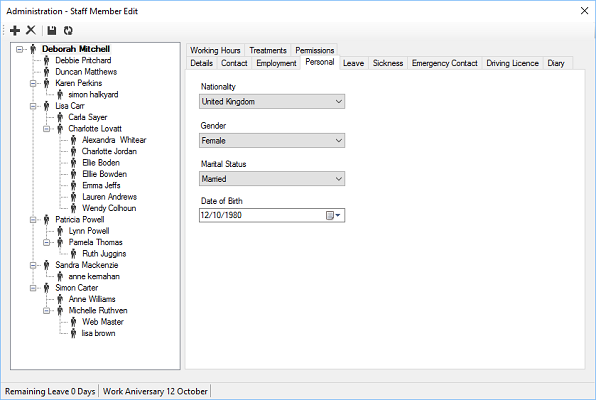 Administration - Staff Member Edit
Deborah Mitchell
Debbie Pritchard
Duncan Matthews
Karen Perkins
simon halkyard
Lisa Carr
Carla Sayer
Charlotte Lovatt
Alexandra Whitear
Charlotte Jordan
Ellie Boden
Elllie Bowden
Emma Jeffs
Lauren Andrews
Wendy Colhoun
Patricia Powell
Lynn Powell
Pamela Thomas
Ruth Juggins
Sandra Mackenzie
anne kernahan
Simon Carter
Anne Williams
Michelle Ruthven
Web Master
lisa brown
Working Hours Treatments Permissions
Details Contact Employment Personal Leave Sickness Emergency Contact Driving Licence Diary
Nationality
United Kingdom
Gender
Female
Marital Status
Married
Date of Birth
12/10/1980
Remaining Leave 0 Days Work Aniversary 12 October